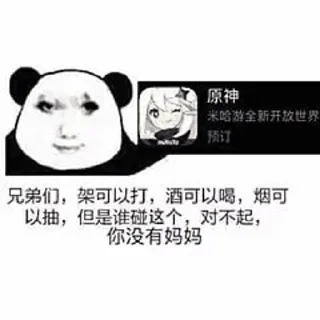 原神
米哈游全新开放世界
预订
兄弟们，架可以打，酒可以喝，烟可
以抽，但是谁碰这个，对不起，
你没有妈妈